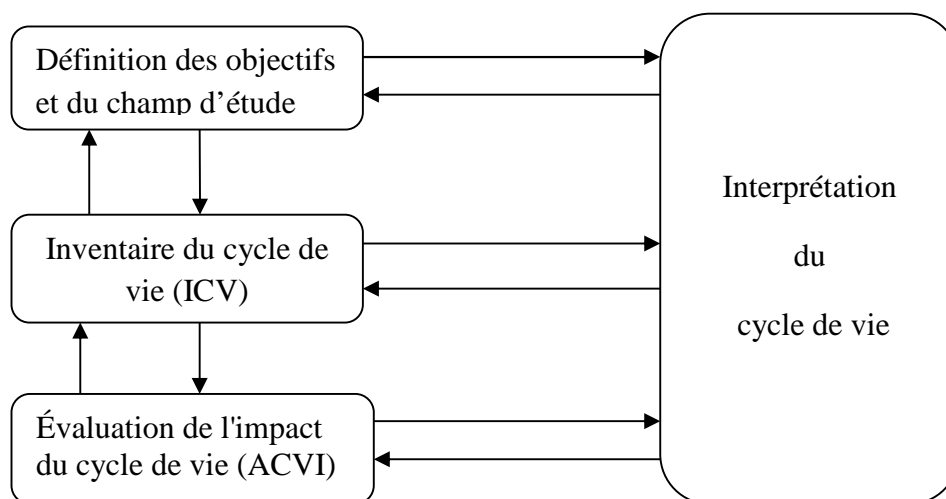 Définition des objectifs
et du champ d’étude
Inventaire du cycle de
vie (ICV)
Évaluation de l'impact
du cycle de vie (ACVI)
Interprétation
du
cycle de vie